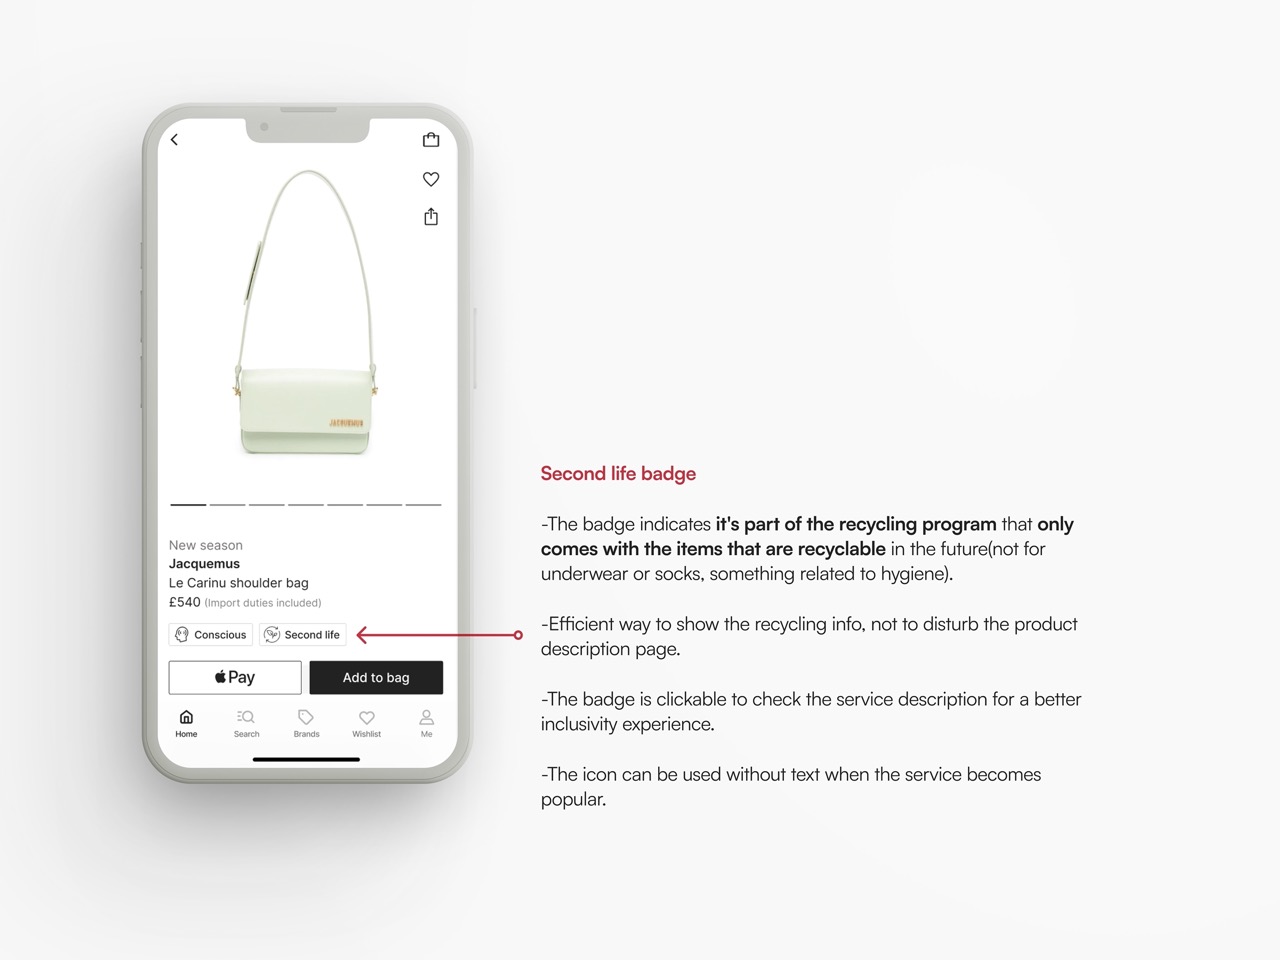 JACQUEMUS
New season
Jacquemus
Le Carinu shoulder bag
£540 (Import duties included)
Conscious
Second life
Pay
Add to bag
Home
Search
Brands
Wishlist
Me
Second life badge
-The badge indicates it's part of the recycling program that only
comes with the items that are recyclable in the future(not for
underwear or socks, something related to hygiene).
-Efficient way to show the recycling info, not to disturb the product
description page.
-The badge is clickable to check the service description for a better
inclusivity experience.
-The icon can be used without text when the service becomes
popular.